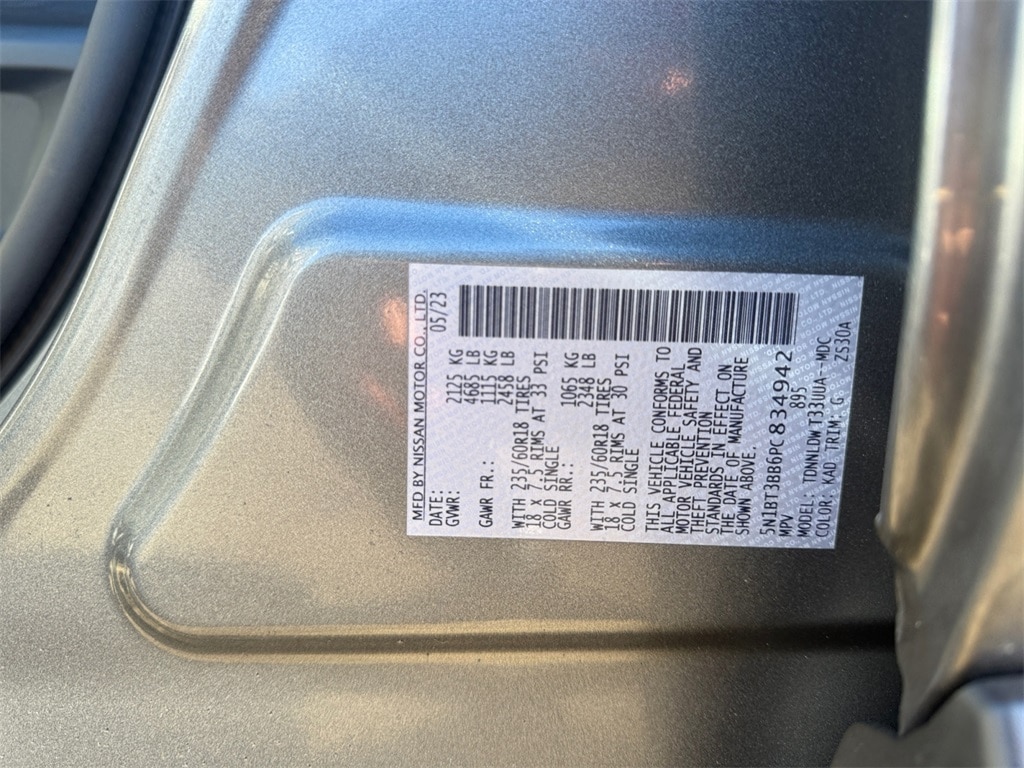 MFD BY NISSAN MOTOR CO., LTD.
DATE: 05/23
GVWR: 2125 KG
4685 LB
GAWR FR.: 1115 KG
2458 LB
WITH 235/60R18 TIRES
18 X 7.5 RIMS AT 33 PSI
COLD SINGLE
GAWR RR.: 1065 KG
2348 LB
WITH 235/60R18 TIRES
18 X 7.5 RIMS AT 30 PSI
COLD SINGLE
THIS VEHICLE CONFORMS TO
ALL APPLICABLE FEDERAL
MOTOR VEHICLE SAFETY AND
THEFT PREVENTION
STANDARDS IN EFFECT ON
THE DATE OF MANUFACTURE
SHOWN ABOVE.
5N1BT3BB6PC834942
MPV 895
MODEL: TDNNLDW T33UUA--MDC
COLOR: KAD TRIM: G Z530A